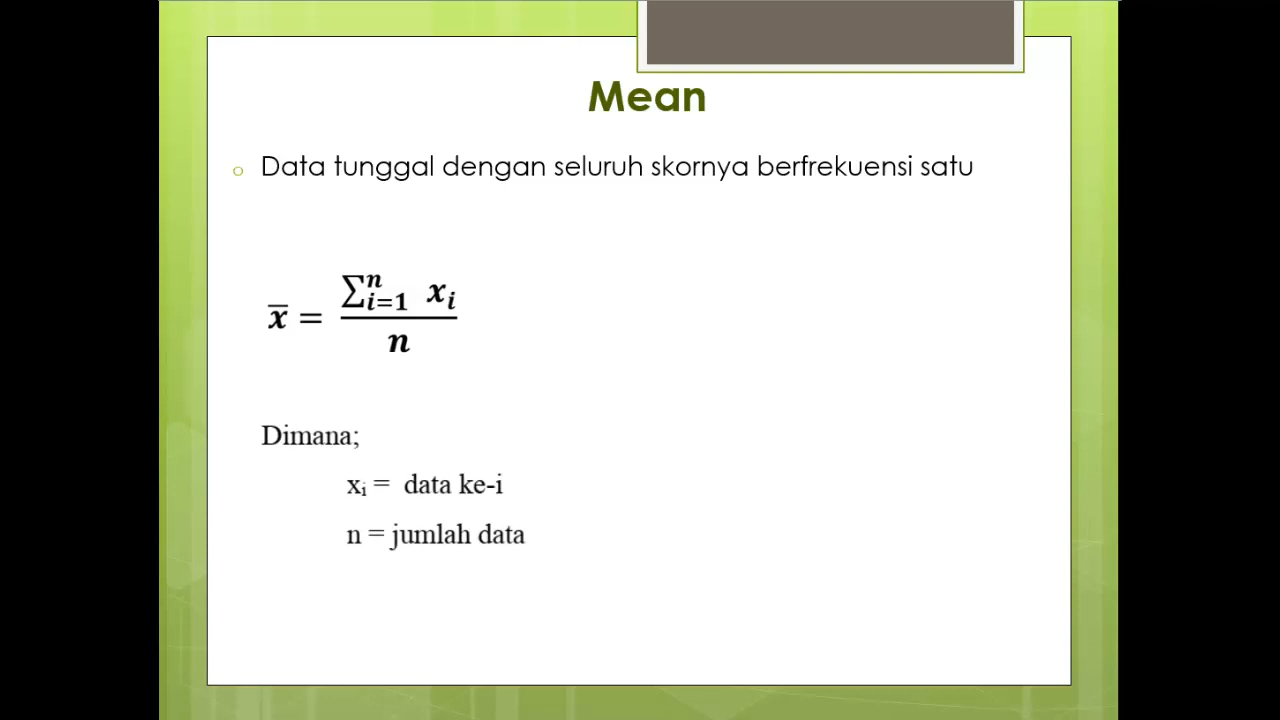 Mean
o Data tunggal dengan seluruh skornya berfrekuensi satu
x̅ = ∑ⁿᵢ₌₁ xᵢ / n
Dimana;
xᵢ = data ke-i
n = jumlah data